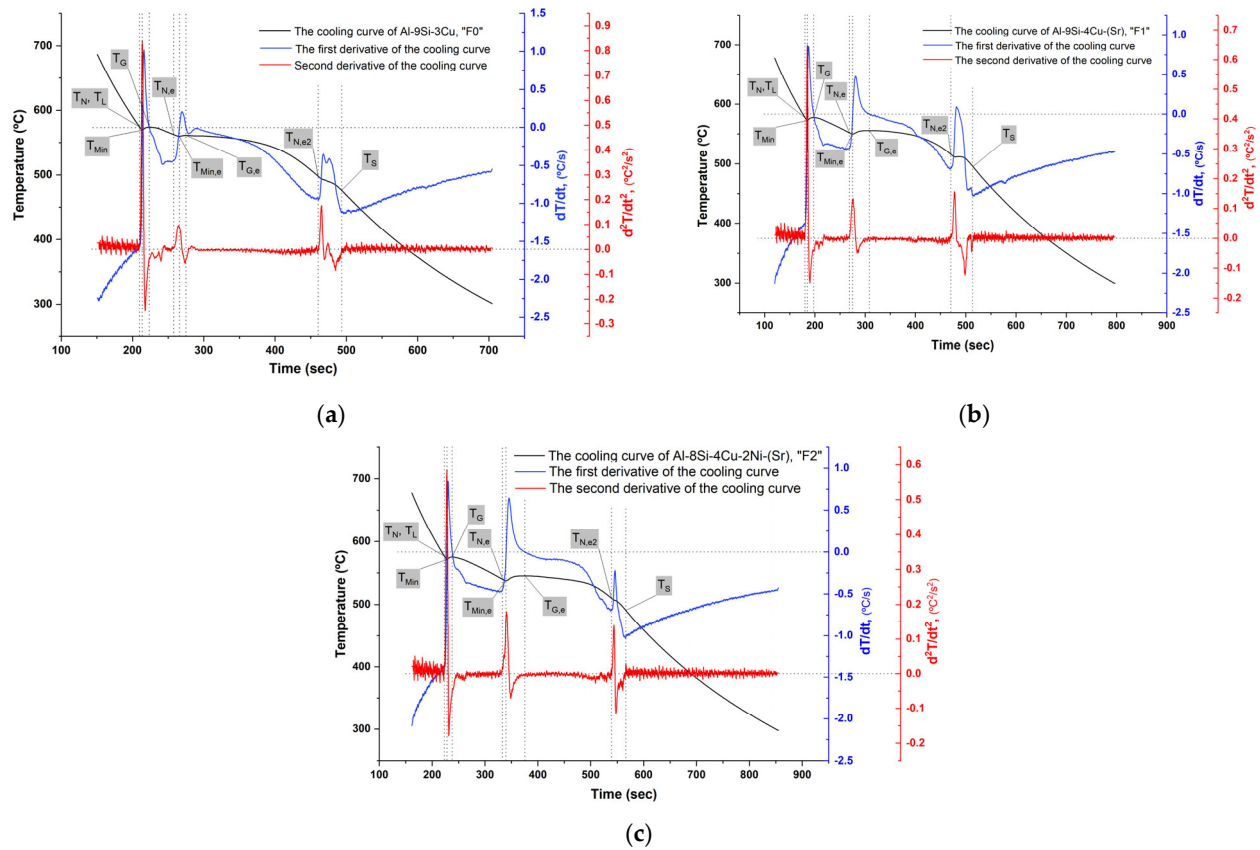 The cooling curve of Al-9Si-3Cu, "F0"
The first derivative of the cooling curve
Second derivative of the cooling curve
T_G
T_N, T_L
T_Min
T_N,e
T_Min,e
T_G,e
T_N,e2
T_S
Temperature (ºC)
700
600
500
400
300
100
200
300
400
500
600
700
Time (sec)
1.5
1.0
0.5
0.0
-0.5
-1.0
-1.5
-2.0
-2.5
dT/dt, (ºC/s)
0.9
0.8
0.7
0.6
0.5
0.4
0.3
0.2
0.1
0.0
-0.1
-0.2
-0.3
d²T/dt², (ºC²/s²)
(a)
The cooling curve of Al-9Si-4Cu-(Sr), "F1"
The first derivative of the cooling curve
The second derivative of the cooling curve
T_G
T_N,T_L
T_Min
T_N,e
T_Min,e
T_G,e
T_N,e2
T_S
Temperature (ºC)
700
600
500
400
300
0
100
200
300
400
500
600
700
800
900
Time (sec)
1.0
0.5
0.0
-0.5
-1.0
-1.5
-2.0
-2.5
dT/dt, (ºC/s)
0.7
0.6
0.5
0.4
0.3
0.2
0.1
0.0
-0.1
-0.2
d²T/dt², (ºC²/s²)
(b)
The cooling curve of Al-8Si-4Cu-2Ni-(Sr), "F2"
The first derivative of the cooling curve
The second derivative of the cooling curve
T_G
T_N, T_L
T_Min
T_N,e
T_Min,e
T_G,e
T_N,e2
T_S
Temperature (ºC)
700
600
500
400
300
100
200
300
400
500
600
700
800
900
Time (sec)
1.0
0.5
0.0
-0.5
-1.0
-1.5
-2.0
-2.5
dT/dt, (ºC/s)
0.6
0.5
0.4
0.3
0.2
0.1
0.0
-0.1
-0.2
d²T/dt², (ºC²/s²)
(c)